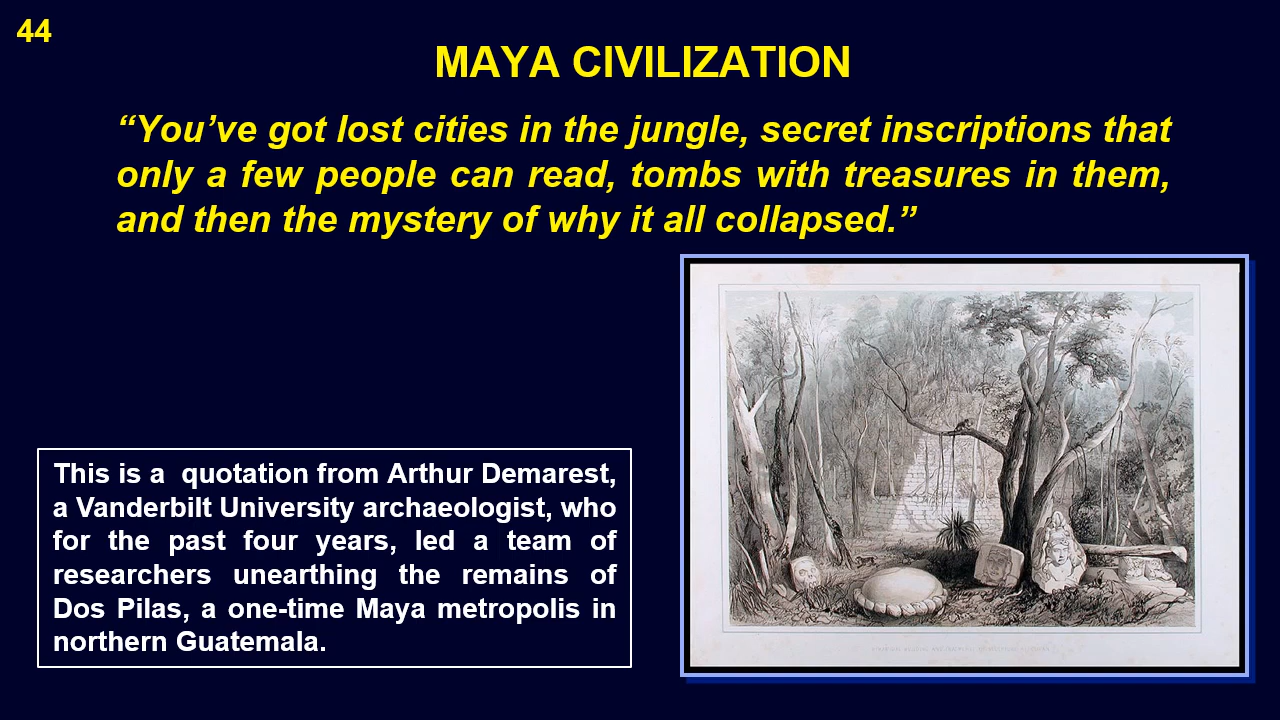 44
MAYA CIVILIZATION
“You’ve got lost cities in the jungle, secret inscriptions that
only a few people can read, tombs with treasures in them,
and then the mystery of why it all collapsed.”
This is a  quotation from Arthur Demarest,
a Vanderbilt University archaeologist, who
for the past four years, led a team of
researchers unearthing the remains of
Dos Pilas, a one-time Maya metropolis in
northern Guatemala.